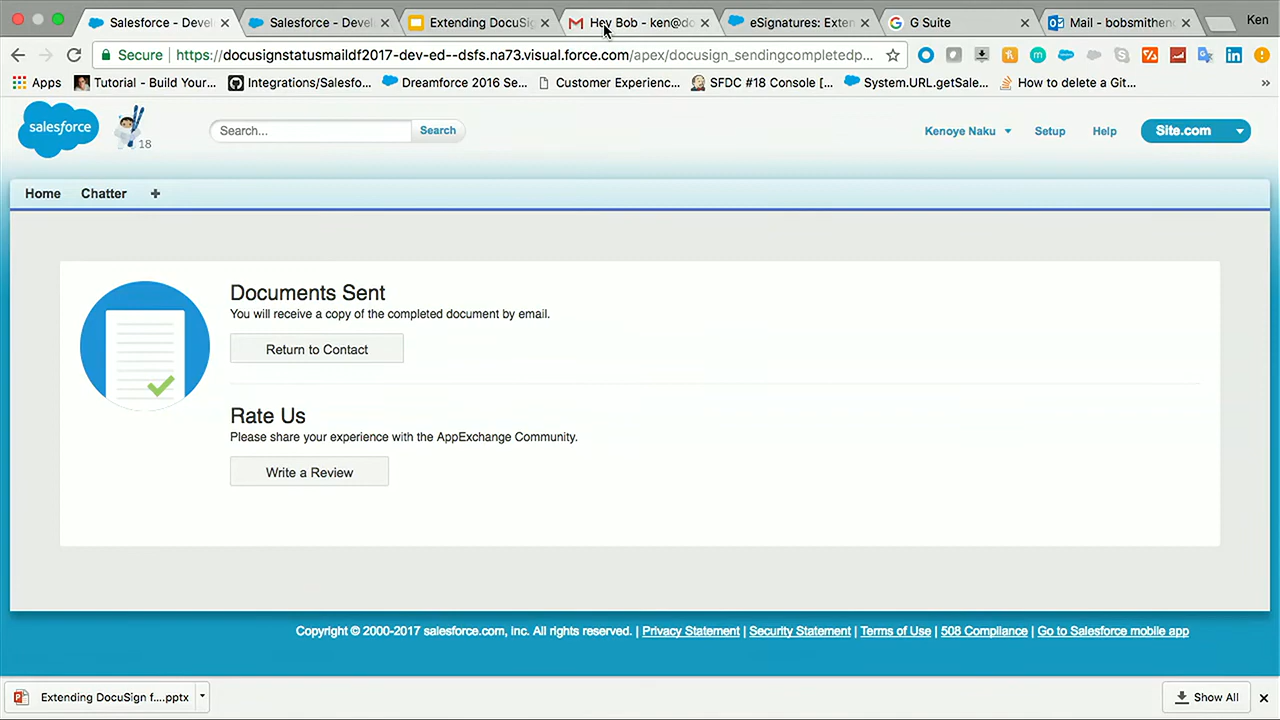 Salesforce - Devel
Salesforce - Devel
Extending DocuSig
Hey Bob - ken@do
eSignatures: Exte
G Suite
Mail - bobsmithen
Ken
Secure
https://docusignstatusmaildf2017-dev-ed--dsfs.na73.visual.force.com/apex/docusign_sendingcompletedp...
Apps
Tutorial - Build Your...
Integrations/Salesfo...
Dreamforce 2016 Se...
Customer Experienc...
SFDC #18 Console [...
System.URL.getSale...
How to delete a Git...
»
salesforce
18
Search...
Search
Kenoye Naku
Setup
Help
Site.com
Home
Chatter
+
Documents Sent
You will receive a copy of the completed document by email.
Return to Contact
Rate Us
Please share your experience with the AppExchange Community.
Write a Review
Copyright © 2000-2017 salesforce.com, inc. All rights reserved. | Privacy Statement | Security Statement | Terms of Use | 508 Compliance | Go to Salesforce mobile app
Extending DocuSign f....pptx
Show All